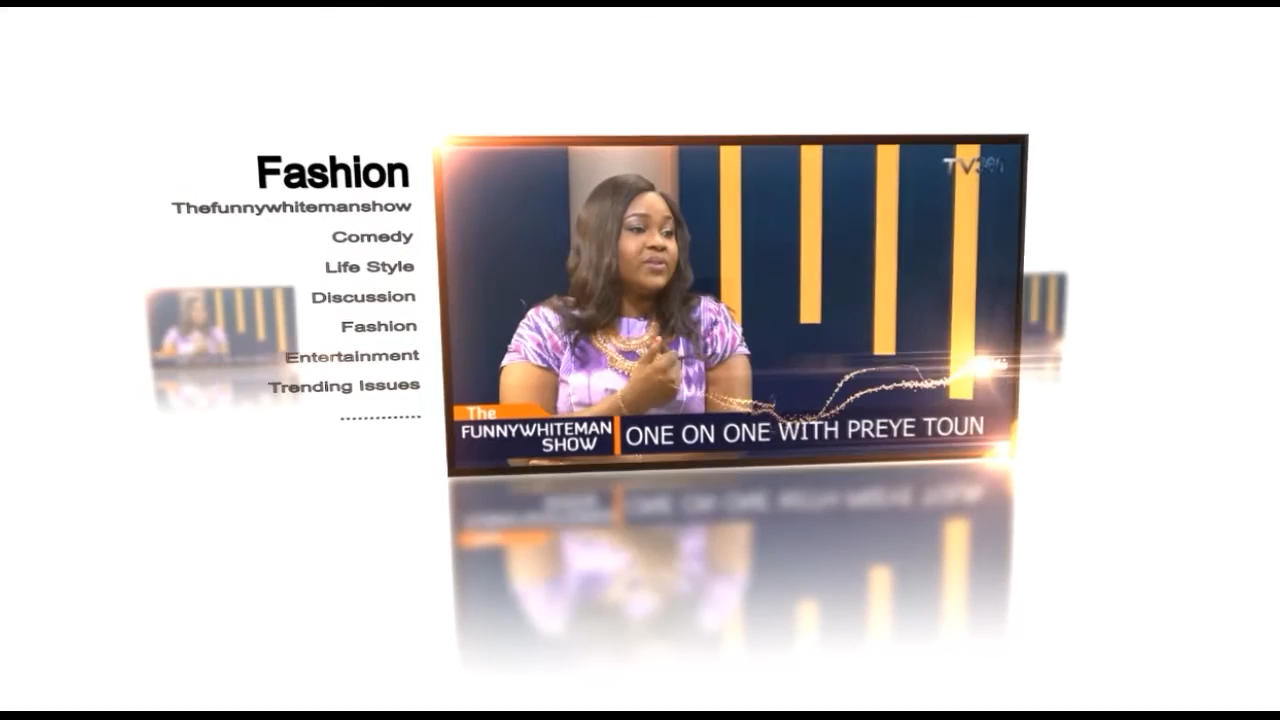 Fashion
Thefunnywhitemanshow
Comedy
Life Style
Discussion
Fashion
Entertainment
Trending Issues
The
FUNNYWHITEMAN
SHOW
ONE ON ONE WITH PREYE TOUN